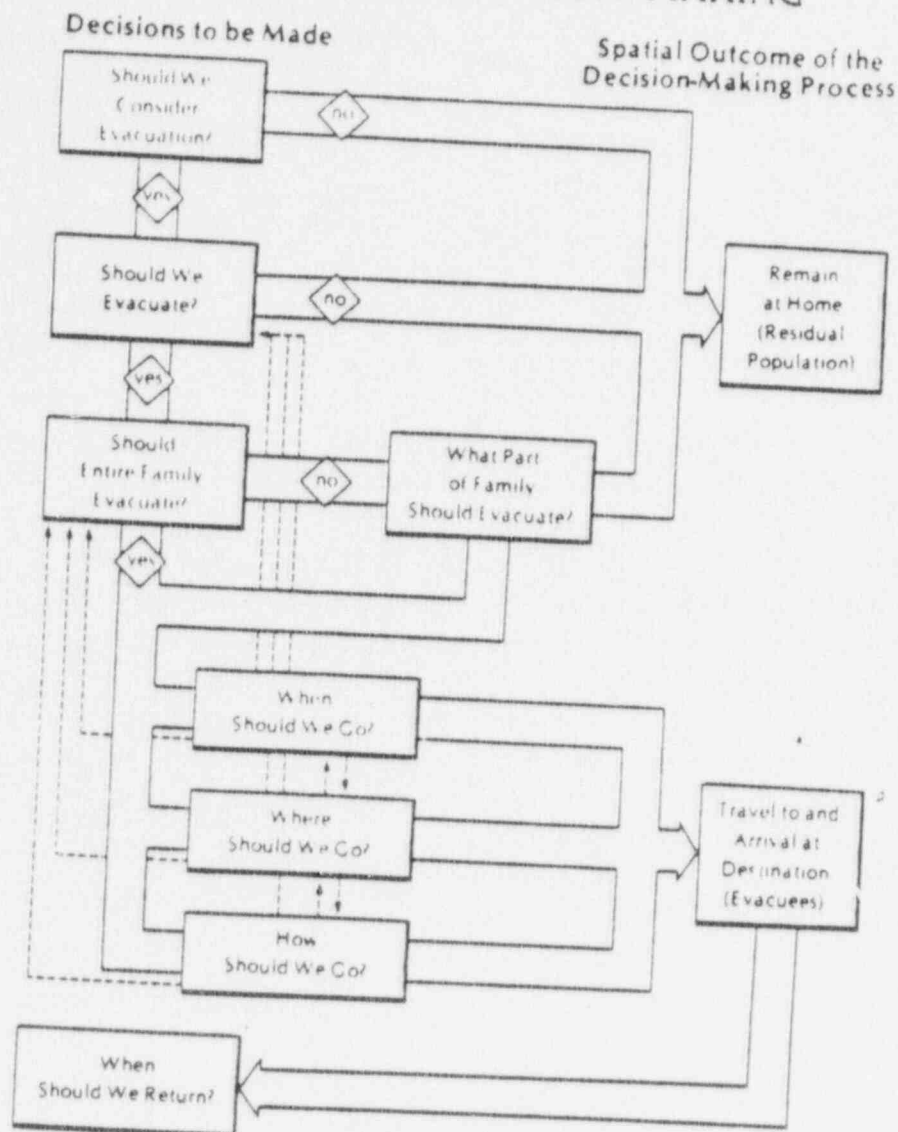 Decisions to be Made
Spatial Outcome of the
Decision-Making Process
Should We
Consider
Evacuation?
no
yes
Should We
Evacuate?
no
Remain
at Home
(Residual
Population)
yes
Should
Entire Family
Evacuate?
no
What Part
of Family
Should Evacuate?
yes
When
Should We Go?
Where
Should We Go?
Travel to and
Arrival at
Destination
(Evacuees)
How
Should We Go?
When
Should We Return?